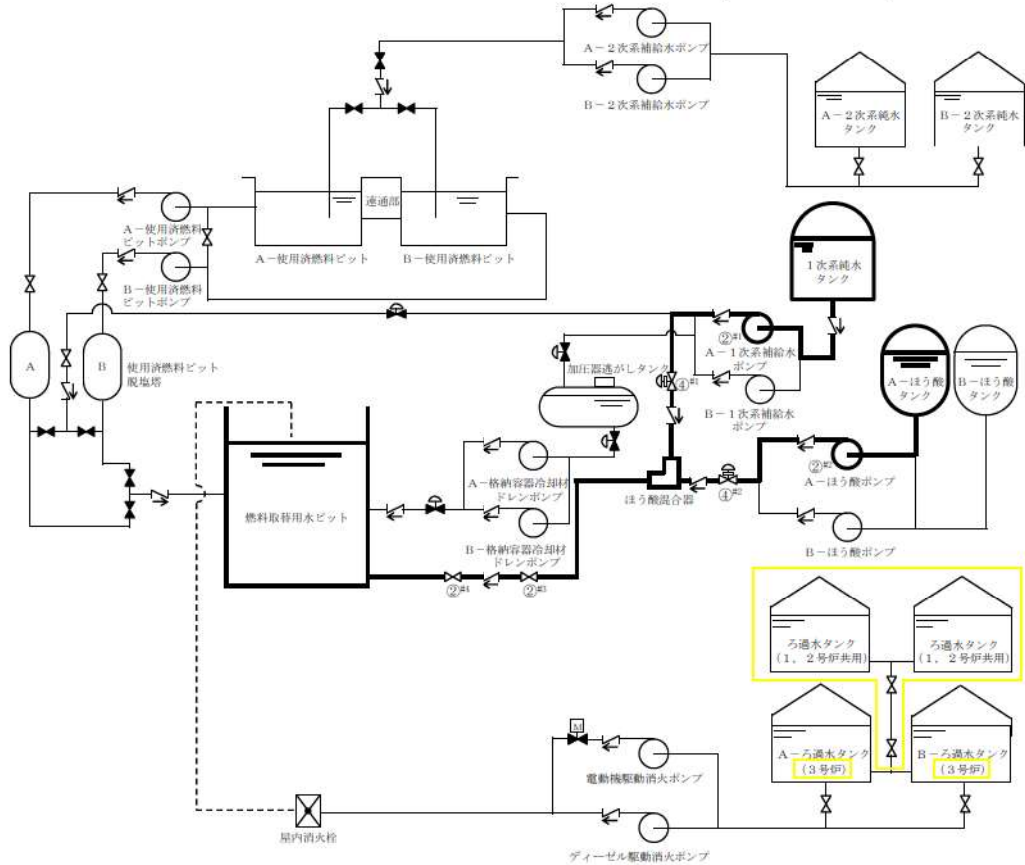 A－2次系補給水ポンプ
B－2次系補給水ポンプ
A－2次系純水
タンク
B－2次系純水
タンク
連通部
A－使用済燃料ピット
B－使用済燃料ピット
A－使用済燃料
ピットポンプ
B－使用済燃料
ピットポンプ
1次系純水
タンク
②#1
A－1次系補給水
ポンプ
④#1
B－1次系補給水
ポンプ
A
B
使用済燃料ピット
脱塩塔
加圧器逃がしタンク
A－ほう酸
タンク
B－ほう酸
タンク
②#2
A－ほう酸ポンプ
④#2
ほう酸混合器
B－ほう酸ポンプ
A－格納容器冷却材
ドレンポンプ
B－格納容器冷却材
ドレンポンプ
燃料取替用水ピット
②#4
②#3
ろ過水タンク
(1，2号炉共用)
ろ過水タンク
(1，2号炉共用)
A－ろ過水タンク
(3号炉)
B－ろ過水タンク
(3号炉)
M
電動機駆動消火ポンプ
屋内消火栓
ディーゼル駆動消火ポンプ